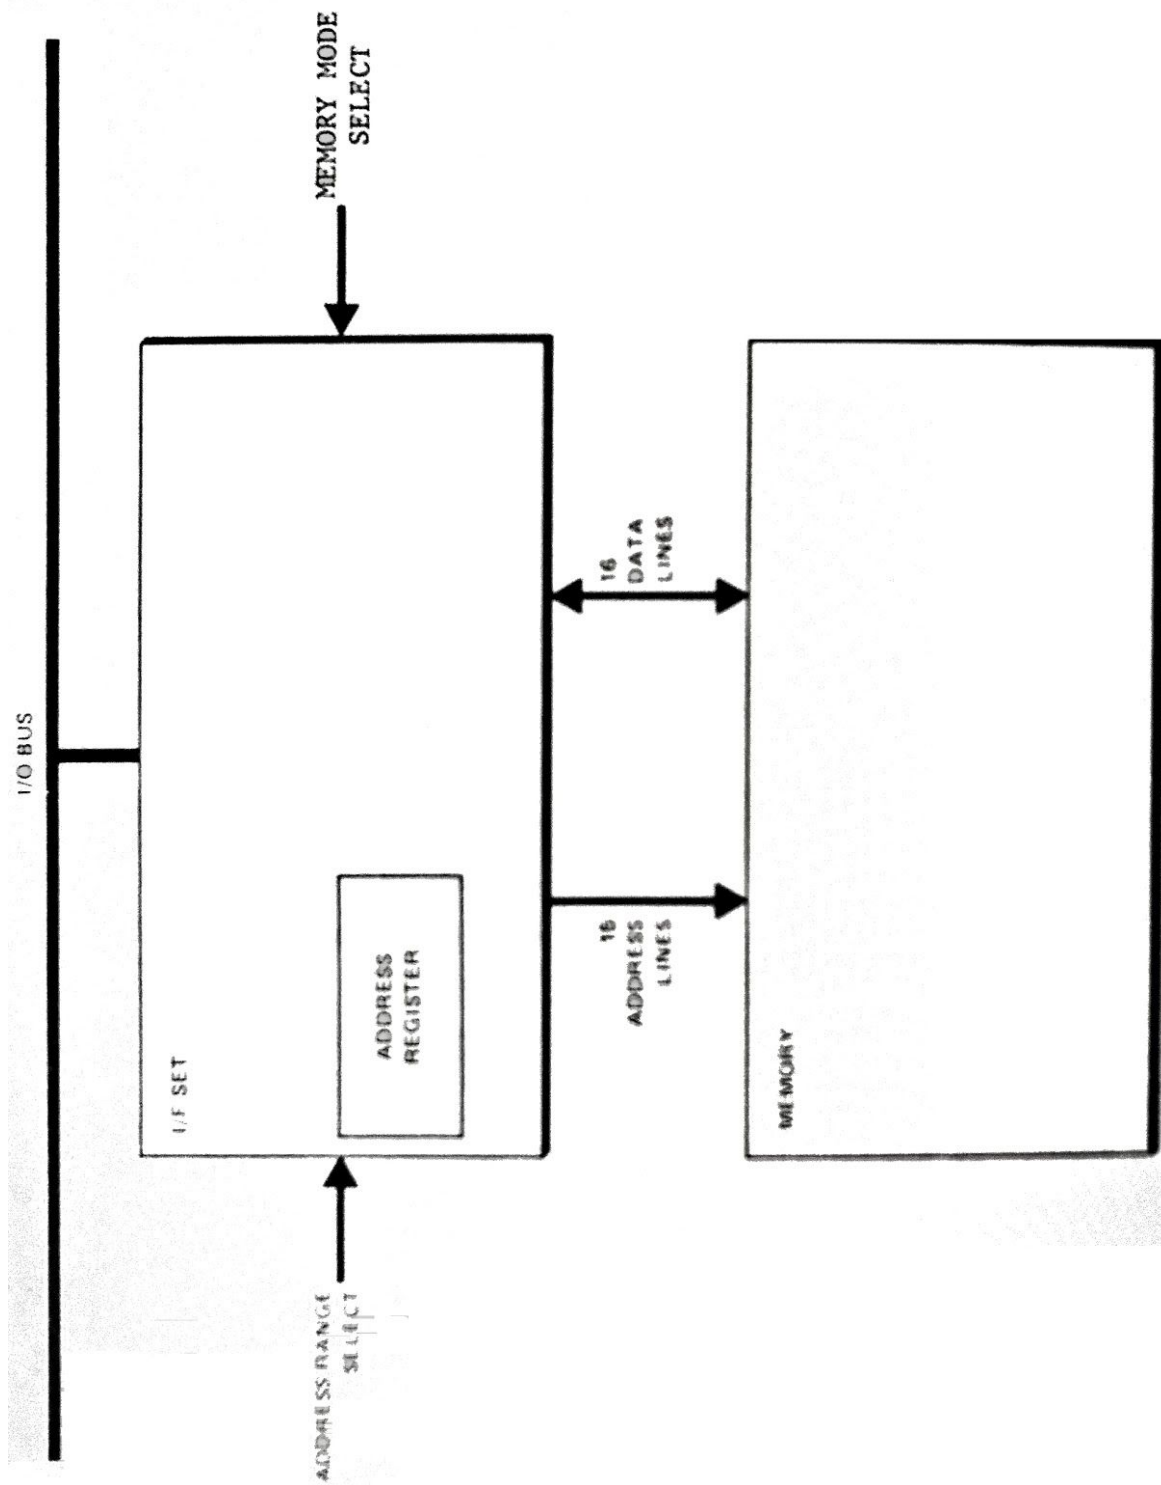 I/O BUS
I/F SET
ADDRESS RANGE
SELECT
ADDRESS
REGISTER
MEMORY MODE
SELECT
16
ADDRESS
LINES
16
DATA
LINES
MEMORY